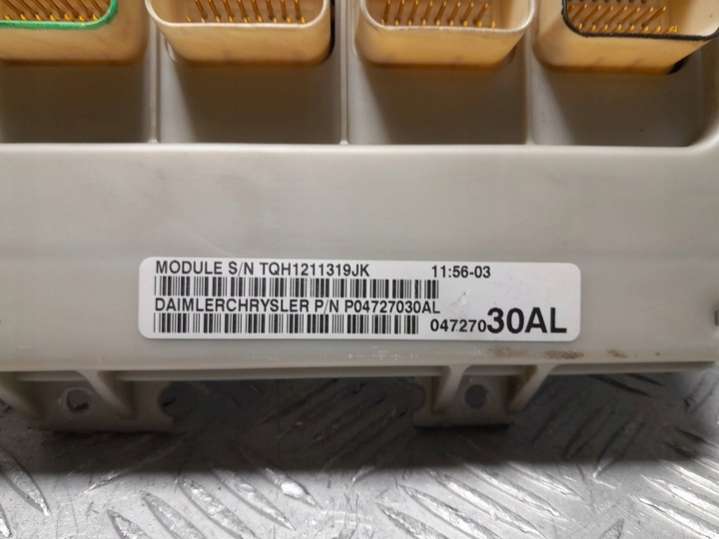 MODULE S/N TQH1211319JK 11:56-03
DAIMLERCHRYSLER P/N P04727030AL
04727030AL